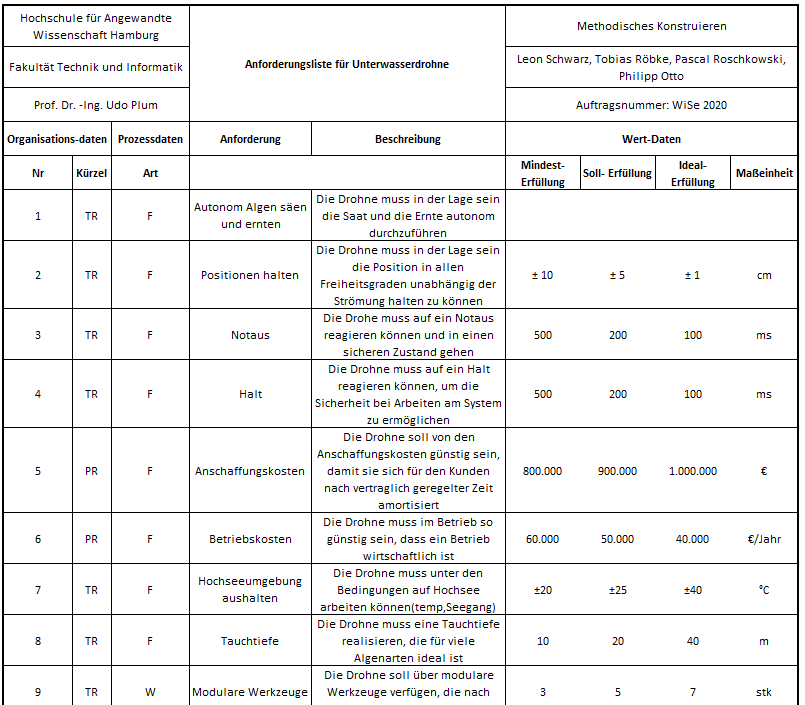 Hochschule für Angewandte
Wissenschaft Hamburg
Fakultät Technik und Informatik
Prof. Dr. -Ing. Udo Plum
Anforderungsliste für Unterwasserdrohne
Methodisches Konstruieren
Leon Schwarz, Tobias Röbke, Pascal Roschkowski,
Philipp Otto
Auftragsnummer: WiSe 2020
Organisations-daten Prozessdaten Anforderung Beschreibung Wert-Daten
Nr Kürzel Art Mindest-Erfüllung Soll- Erfüllung Ideal-Erfüllung Maßeinheit
1 TR F Autonom Algen säen
und ernten
Die Drohne muss in der Lage sein
die Saat und die Ernte autonom
durchzuführen
2 TR F Positionen halten
Die Drohne muss in der Lage sein
die Position in allen
Freiheitsgraden unabhängig der
Strömung halten zu können
± 10 ± 5 ± 1 cm
3 TR F Notaus
Die Drohe muss auf ein Notaus
reagieren können und in einen
sicheren Zustand gehen
500 200 100 ms
4 TR F Halt
Die Drohne muss auf ein Halt
reagieren können, um die
Sicherheit bei Arbeiten am System
zu ermöglichen
500 200 100 ms
5 PR F Anschaffungskosten
Die Drohne soll von den
Anschaffungskosten günstig sein,
damit sie sich für den Kunden
nach vertraglich geregelter Zeit
amortisiert
800.000 900.000 1.000.000 €
6 PR F Betriebskosten
Die Drohne muss im Betrieb so
günstig sein, dass ein Betrieb
wirtschaftlich ist
60.000 50.000 40.000 €/Jahr
7 TR F Hochseeumgebung
aushalten
Die Drohne muss unter den
Bedingungen auf Hochsee
arbeiten können(temp,Seegang)
±20 ±25 ±40 °C
8 TR F Tauchtiefe
Die Drohne muss eine Tauchtiefe
realisieren, die für viele
Algenarten ideal ist
10 20 40 m
9 TR W Modulare Werkzeuge
Die Drohne soll über modulare
Werkzeuge verfügen, die nach
3 5 7 stk